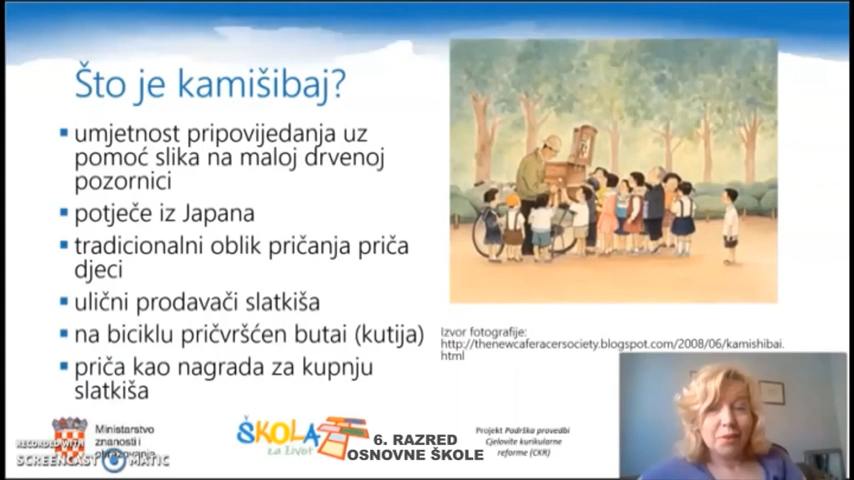 Što je kamišibaj?
umjetnost pripovijedanja uz
pomoć slika na maloj drvenoj
pozornici
potječe iz Japana
tradicionalni oblik pričanja priča
djeci
ulični prodavači slatkiša
na biciklu pričvršćen butai (kutija)
priča kao nagrada za kupnju
slatkiša
Izvor fotografije:
http://thenewcaferacersociety.blogspot.com/2008/06/kamishibai.
html
Ministarstvo
znanosti i
obrazovanja
RECORDED WITH
SCREENCAST MATIC
ŠKOLA
za život
6. RAZRED
OSNOVNE ŠKOLE
Projekt Podrška provedbi
Cjelovite kurikularne
reforme (CKR)